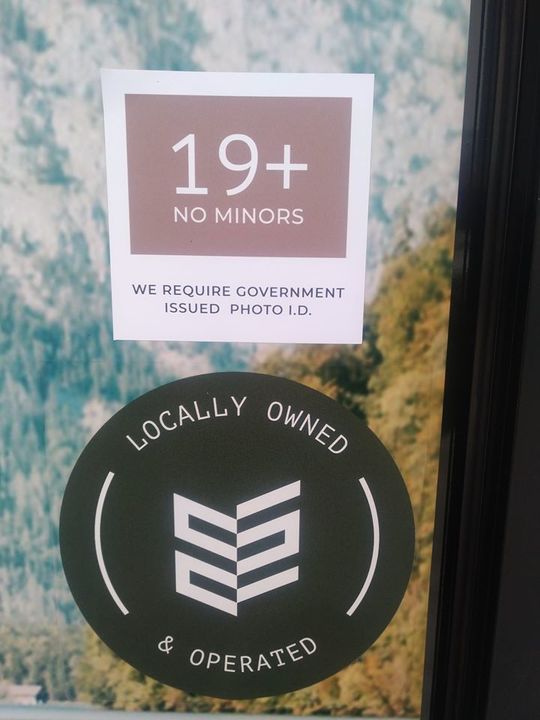 19+
NO MINORS
WE REQUIRE GOVERNMENT
ISSUED PHOTO I.D.
LOCALLY OWNED
& OPERATED